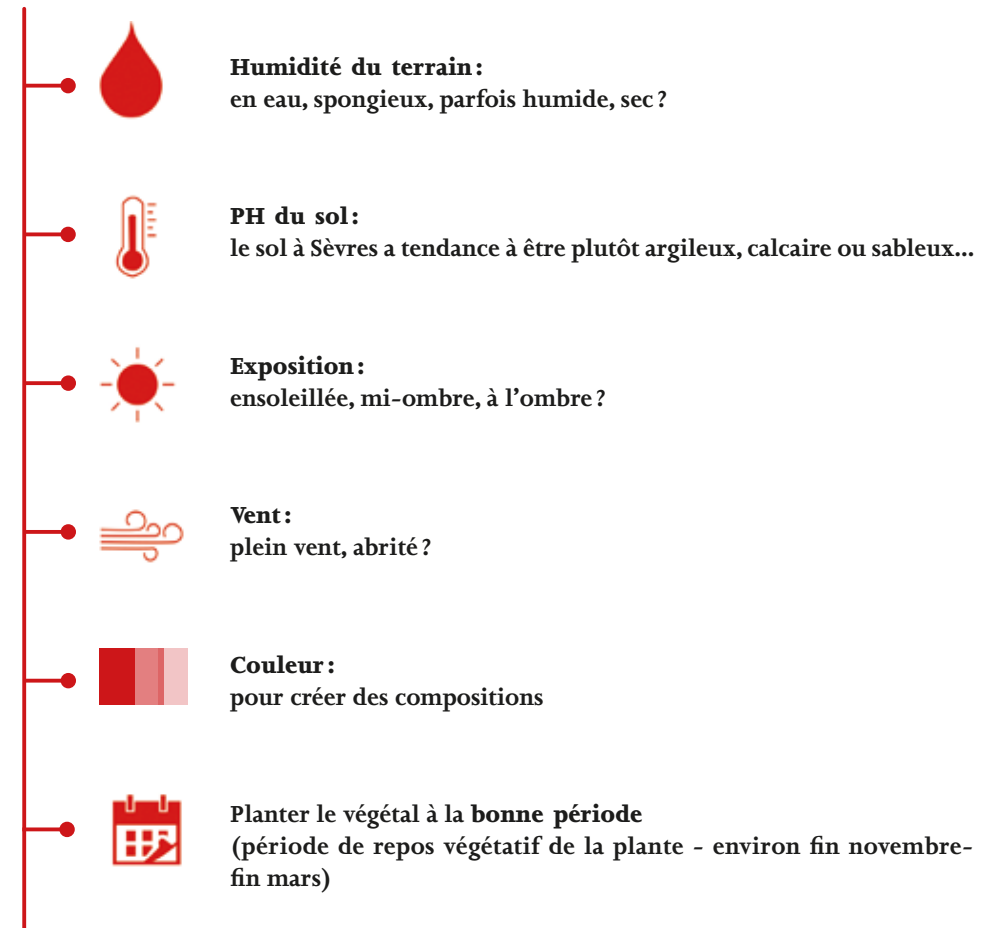 Humidité du terrain :
en eau, spongieux, parfois humide, sec ?
PH du sol :
le sol à Sèvres a tendance à être plutôt argileux, calcaire ou sableux...
Exposition :
ensoleillée, mi-ombre, à l'ombre ?
Vent :
plein vent, abrité ?
Couleur :
pour créer des compositions
Planter le végétal à la bonne période
(période de repos végétatif de la plante - environ fin novembre-
fin mars)